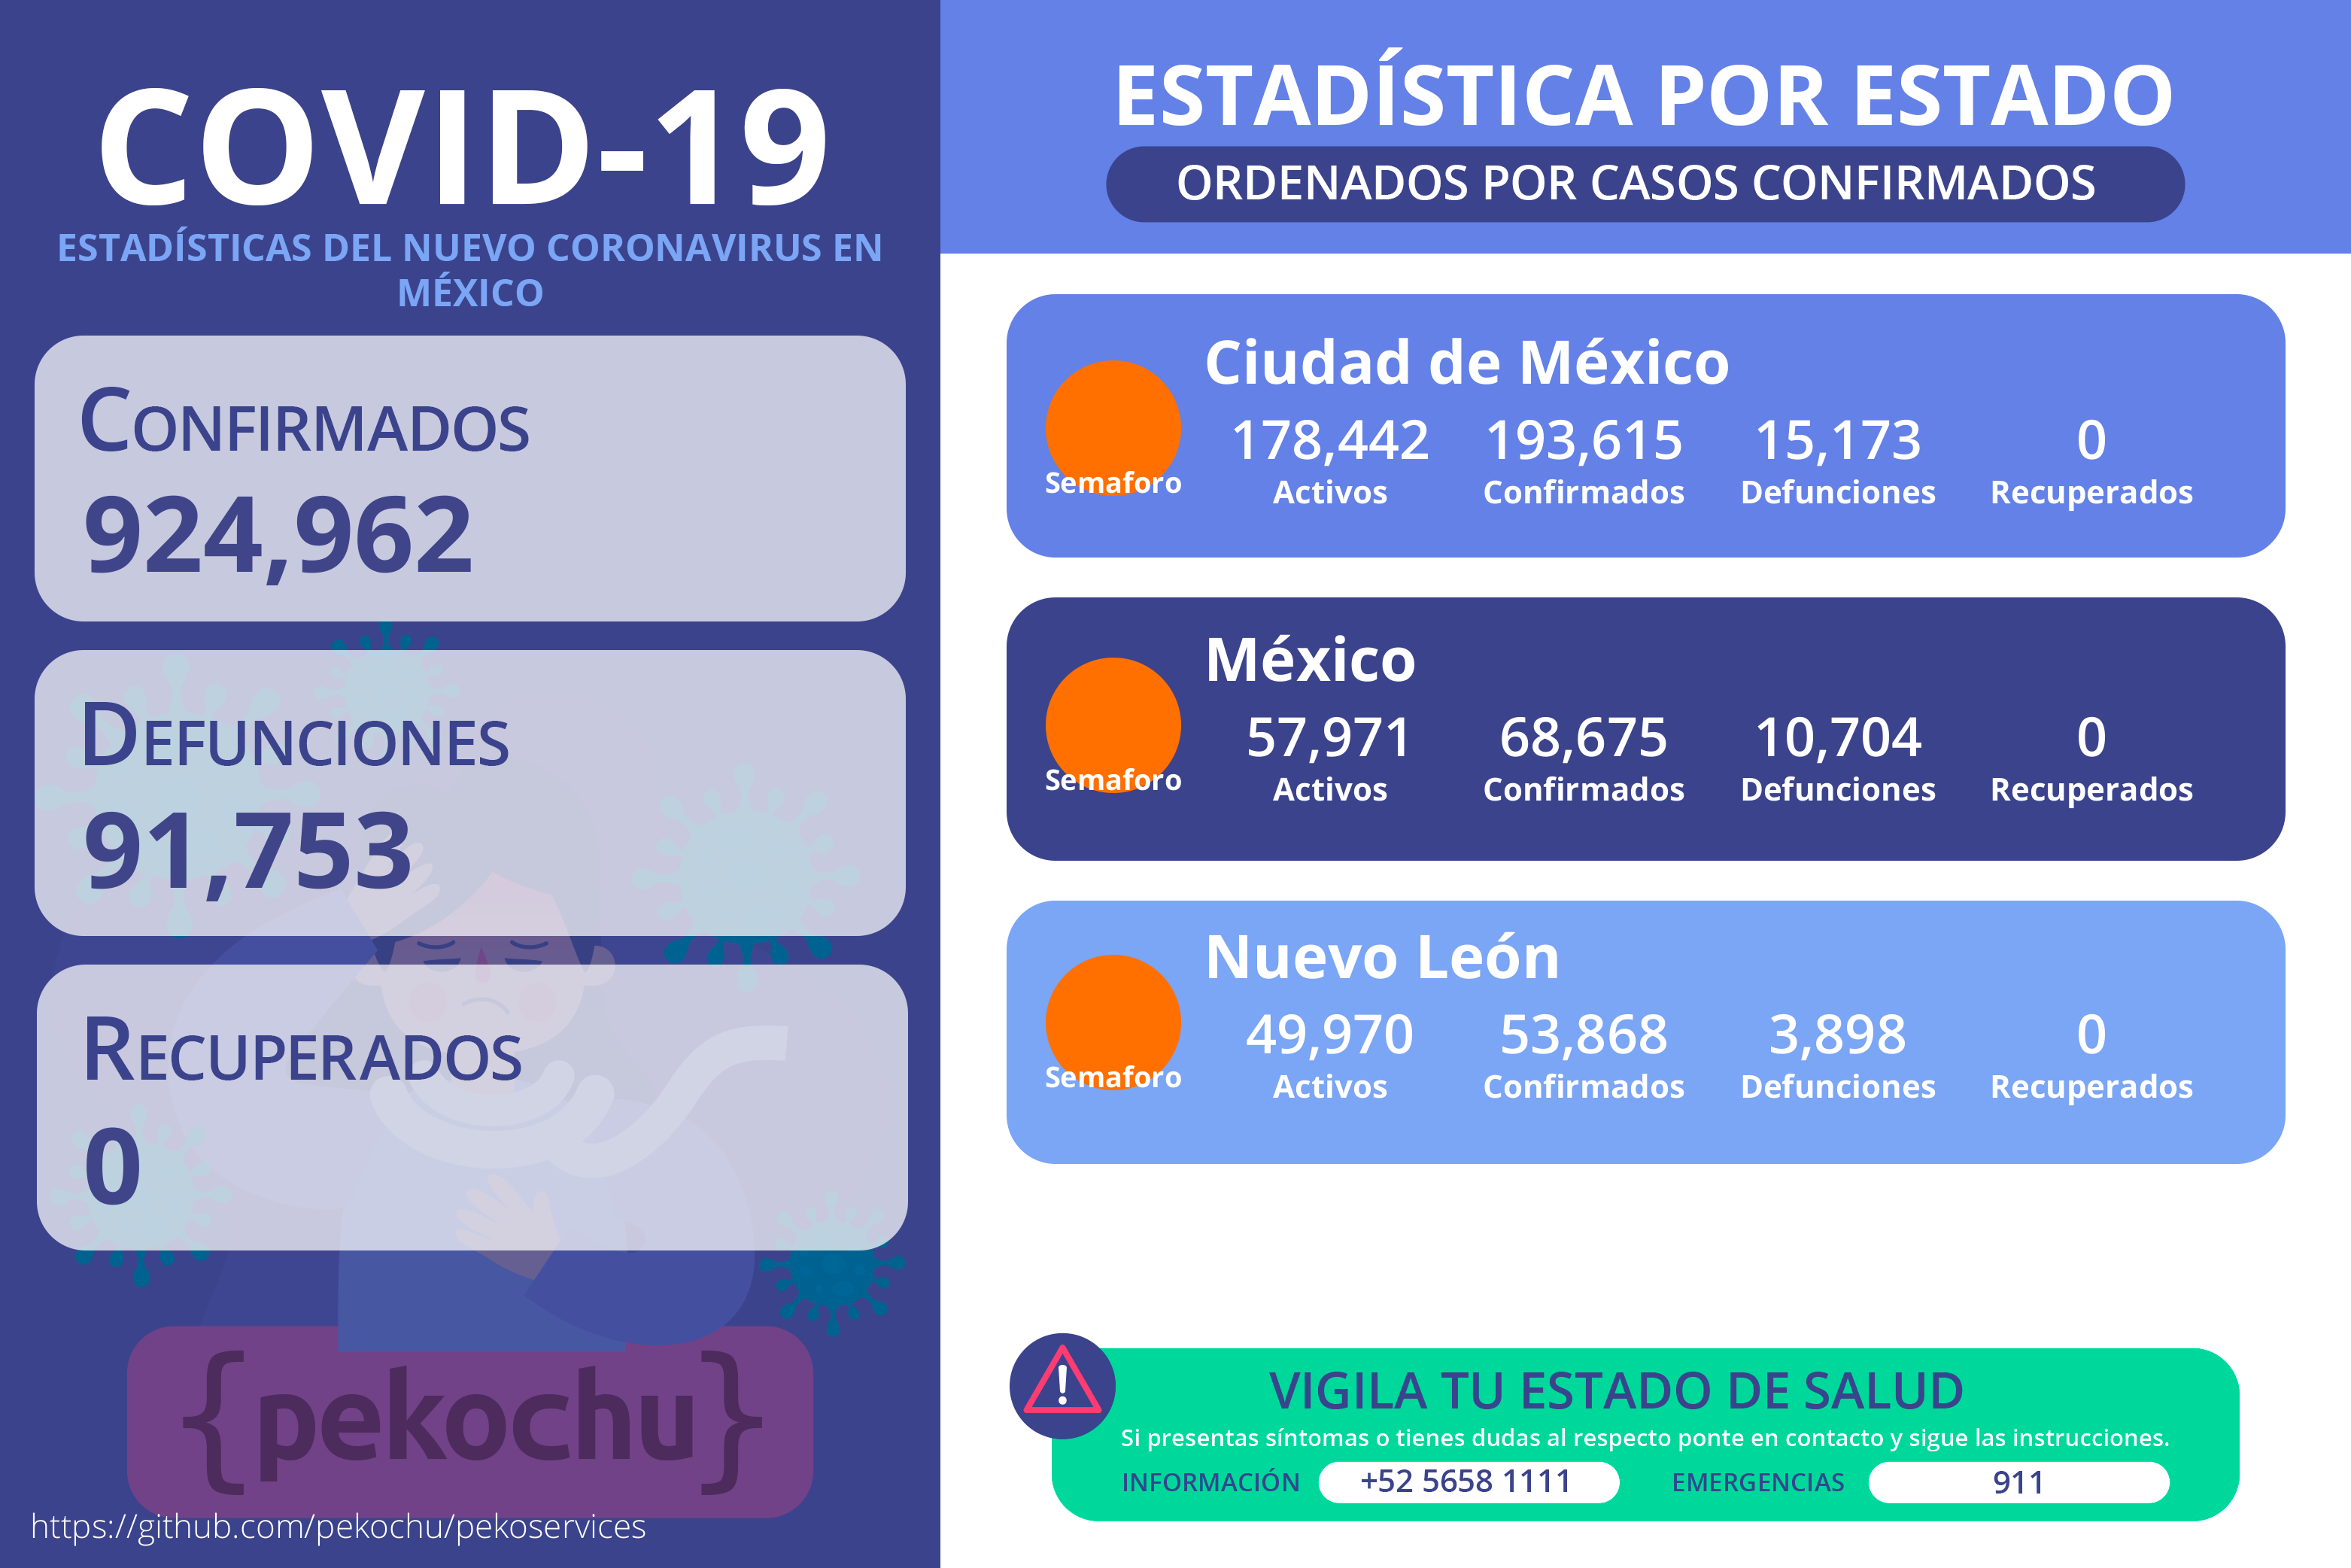 COVID-19
ESTADÍSTICAS DEL NUEVO CORONAVIRUS EN
MÉXICO
CONFIRMADOS
924,962
DEFUNCIONES
91,753
RECUPERADOS
0
{pekochu}
https://github.com/pekochu/pekoservices
ESTADÍSTICA POR ESTADO
ORDENADOS POR CASOS CONFIRMADOS
Ciudad de México
178,442 193,615 15,173 0
Semaforo Activos Confirmados Defunciones Recuperados
México
57,971 68,675 10,704 0
Semaforo Activos Confirmados Defunciones Recuperados
Nuevo León
49,970 53,868 3,898 0
Semaforo Activos Confirmados Defunciones Recuperados
VIGILA TU ESTADO DE SALUD
Si presentas síntomas o tienes dudas al respecto ponte en contacto y sigue las instrucciones.
INFORMACIÓN +52 5658 1111 EMERGENCIAS 911